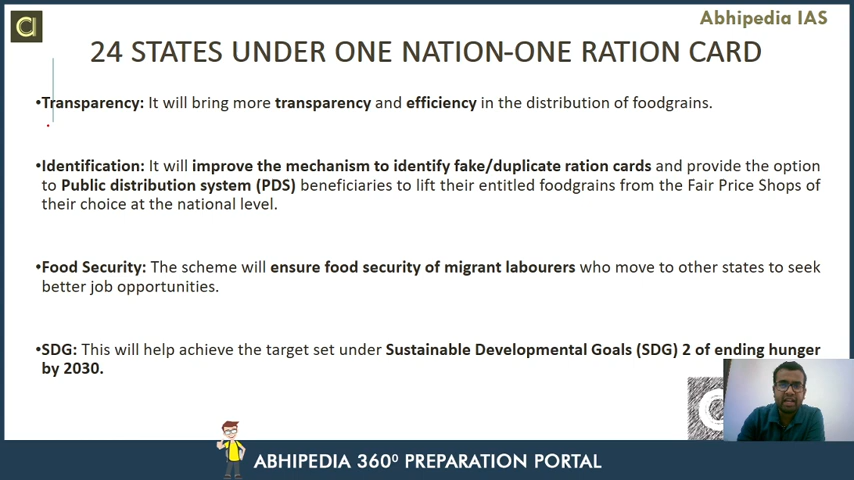 Abhipedia IAS
24 STATES UNDER ONE NATION-ONE RATION CARD
•Transparency: It will bring more transparency and efficiency in the distribution of foodgrains.
•Identification: It will improve the mechanism to identify fake/duplicate ration cards and provide the option
to Public distribution system (PDS) beneficiaries to lift their entitled foodgrains from the Fair Price Shops of
their choice at the national level.
•Food Security: The scheme will ensure food security of migrant labourers who move to other states to seek
better job opportunities.
•SDG: This will help achieve the target set under Sustainable Developmental Goals (SDG) 2 of ending hunger
by 2030.
ABHIPEDIA 360⁰ PREPARATION PORTAL